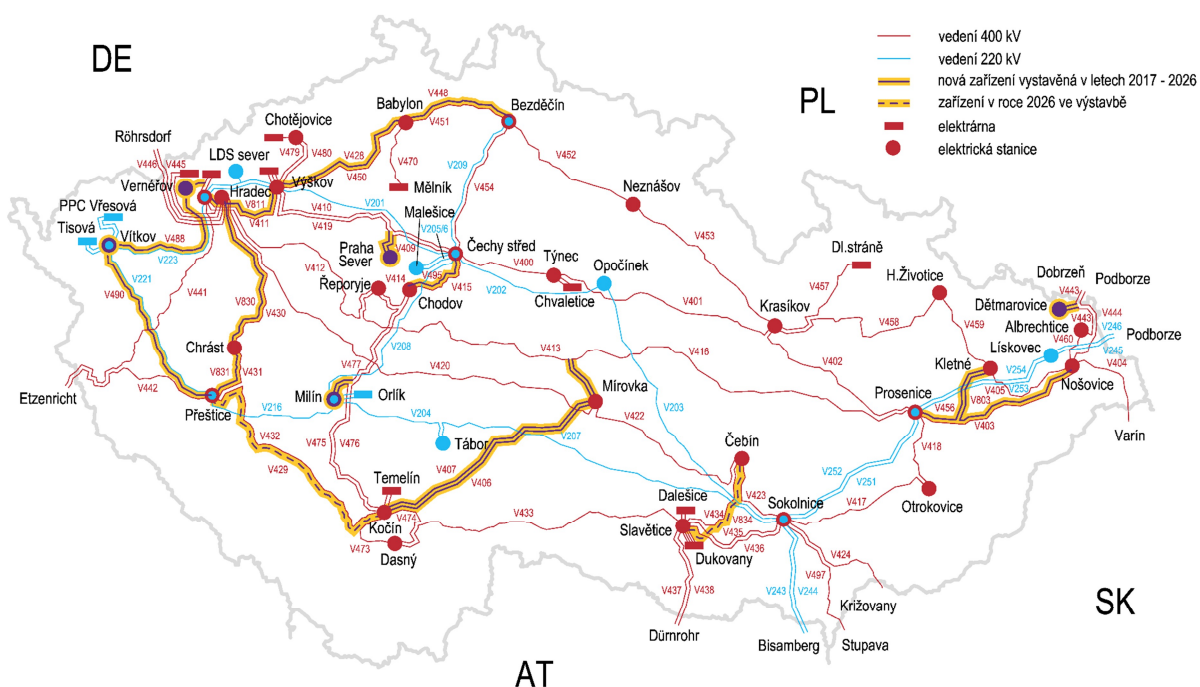 DE
PL
SK
AT
vedení 400 kV
vedení 220 kV
nová zařízení vystavěná v letech 2017 - 2026
zařízení v roce 2026 ve výstavbě
elektrárna
elektrická stanice
V448
Babylon
V451
Bezděčín
Chotějovice
Röhrsdorf
V479
V480
V428
V450
V446
V445
LDS sever
Vernéřov
Hradec
Výškov
V470
Mělník
V209
V454
V452
Neznášov
V811
V411
V201
V410
V419
Malešice
V205/6
PPC Vřesová
Tisová
Vítkov
V488
V223
V221
V490
V441
Praha
Sever
V409
Čechy střed
V400
Týnec
Chvaletice
Opočínek
V453
Dl.stráně
V457
H.Životice
Dobrzeń
V443
Podborze
Dětmarovice
V444
V443
V246
Albrechtice
V460
Podborze
V245
Lískovec
V412
Řeporyje
V414
V495
V415
Chodov
V202
V401
Krasíkov
V458
V459
V830
V430
V208
Chrást
V831
V431
V442
Etzenricht
Přeštice
V477
V420
V413
V416
V402
Kletné
V254
V253
V405
V404
Nošovice
V456
V803
V403
Prosenice
Varín
Milín
Orlík
Mírovka
V422
V203
V216
V204
V207
Tábor
V432
V429
V475
V476
V407
V406
Čebín
V418
Otrokovice
V252
V251
V417
Temelín
V474
Kočín
V473
Dasný
V433
Dalešice
Slavětice
V434
V834
V423
V435
V436
Sokolnice
Dukovany
V437
V438
V243
V244
V424
V497
Križovany
Dürnrohr
Bisamberg
Stupava